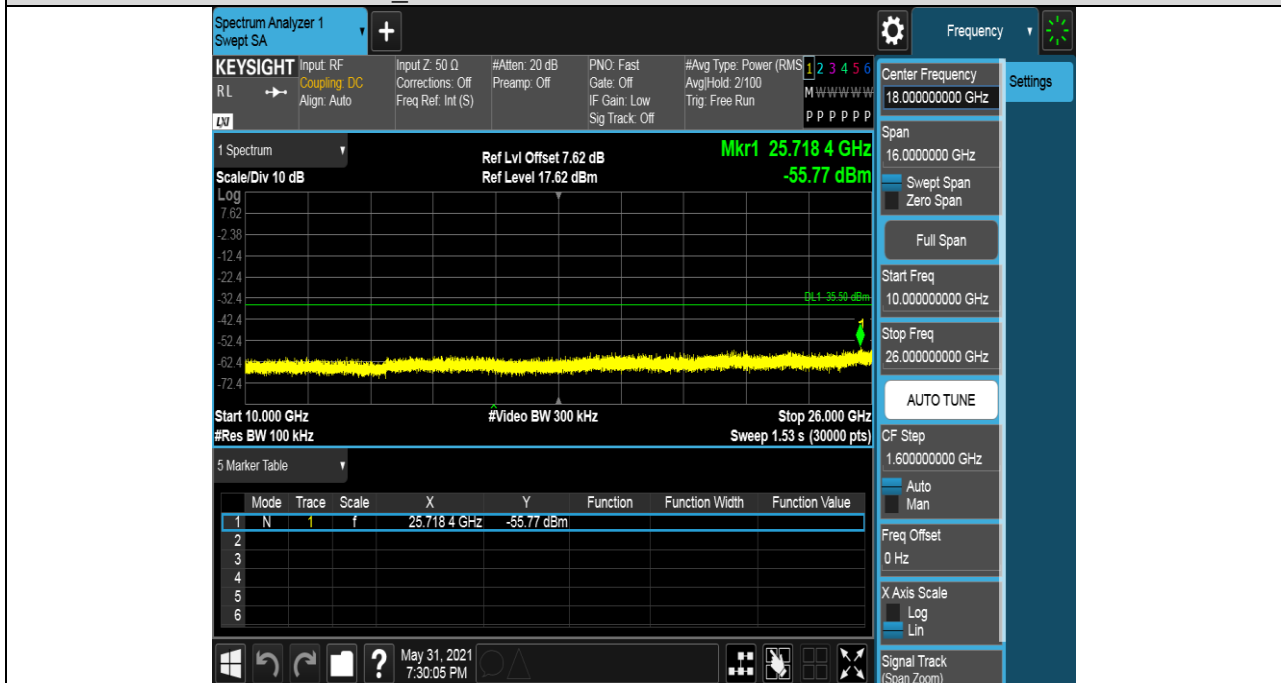 Spectrum Analyzer 1
Swept SA
+
Frequency
KEYSIGHT
RL
LXI
Input: RF
Coupling: DC
Align: Auto
Input Z: 50 Ω
Corrections: Off
Freq Ref: Int (S)
#Atten: 20 dB
Preamp: Off
PNO: Fast
Gate: Off
IF Gain: Low
Sig Track: Off
#Avg Type: Power (RMS
Avg|Hold: 2/100
Trig: Free Run
1 2 3 4 5 6
M W W W W W
P P P P P P
1 Spectrum
Scale/Div 10 dB
Ref Lvl Offset 7.62 dB
Ref Level 17.62 dBm
Mkr1 25.718 4 GHz
-55.77 dBm
Log
7.62
-2.38
-12.4
-22.4
-32.4
-42.4
-52.4
-62.4
-72.4
DL1 -35.50 dBm
1
Start 10.000 GHz
#Res BW 100 kHz
#Video BW 300 kHz
Stop 26.000 GHz
Sweep 1.53 s (30000 pts)
5 Marker Table
Mode Trace Scale X Y Function Function Width Function Value
1 N 1 f 25.718 4 GHz -55.77 dBm
2
3
4
5
6
?
May 31, 2021
7:30:05 PM
Center Frequency
18.000000000 GHz
Settings
Span
16.0000000 GHz
Swept Span
Zero Span
Full Span
Start Freq
10.000000000 GHz
Stop Freq
26.000000000 GHz
AUTO TUNE
CF Step
1.600000000 GHz
Auto
Man
Freq Offset
0 Hz
X Axis Scale
Log
Lin
Signal Track
(Span Zoom)